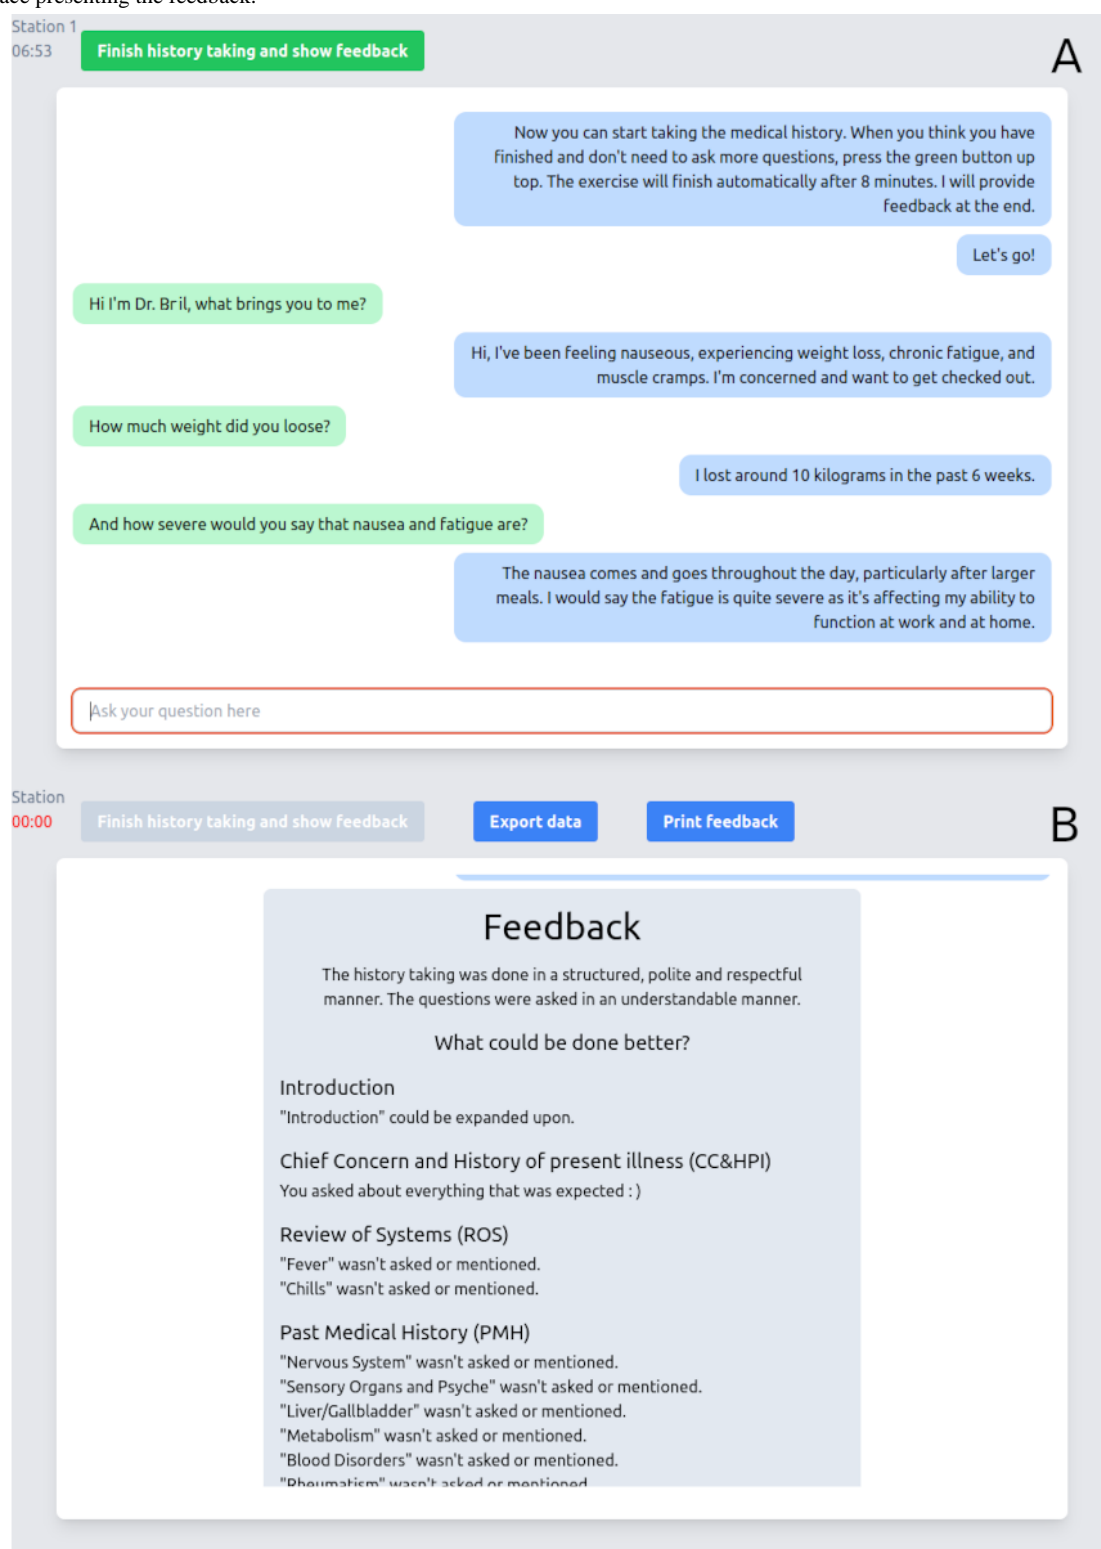 ace presenting the feedback.
Station 1
06:53
Finish history taking and show feedback
A
Now you can start taking the medical history. When you think you have
finished and don't need to ask more questions, press the green button up
top. The exercise will finish automatically after 8 minutes. I will provide
feedback at the end.
Let's go!
Hi I'm Dr. Bril, what brings you to me?
Hi, I've been feeling nauseous, experiencing weight loss, chronic fatigue, and
muscle cramps. I'm concerned and want to get checked out.
How much weight did you loose?
I lost around 10 kilograms in the past 6 weeks.
And how severe would you say that nausea and fatigue are?
The nausea comes and goes throughout the day, particularly after larger
meals. I would say the fatigue is quite severe as it's affecting my ability to
function at work and at home.
Ask your question here
Station
00:00
Finish history taking and show feedback
Export data
Print feedback
B
Feedback
The history taking was done in a structured, polite and respectful
manner. The questions were asked in an understandable manner.
What could be done better?
Introduction
"Introduction" could be expanded upon.
Chief Concern and History of present illness (CC&HPI)
You asked about everything that was expected : )
Review of Systems (ROS)
"Fever" wasn't asked or mentioned.
"Chills" wasn't asked or mentioned.
Past Medical History (PMH)
"Nervous System" wasn't asked or mentioned.
"Sensory Organs and Psyche" wasn't asked or mentioned.
"Liver/Gallbladder" wasn't asked or mentioned.
"Metabolism" wasn't asked or mentioned.
"Blood Disorders" wasn't asked or mentioned.
"Rheumatism" wasn't asked or mentioned